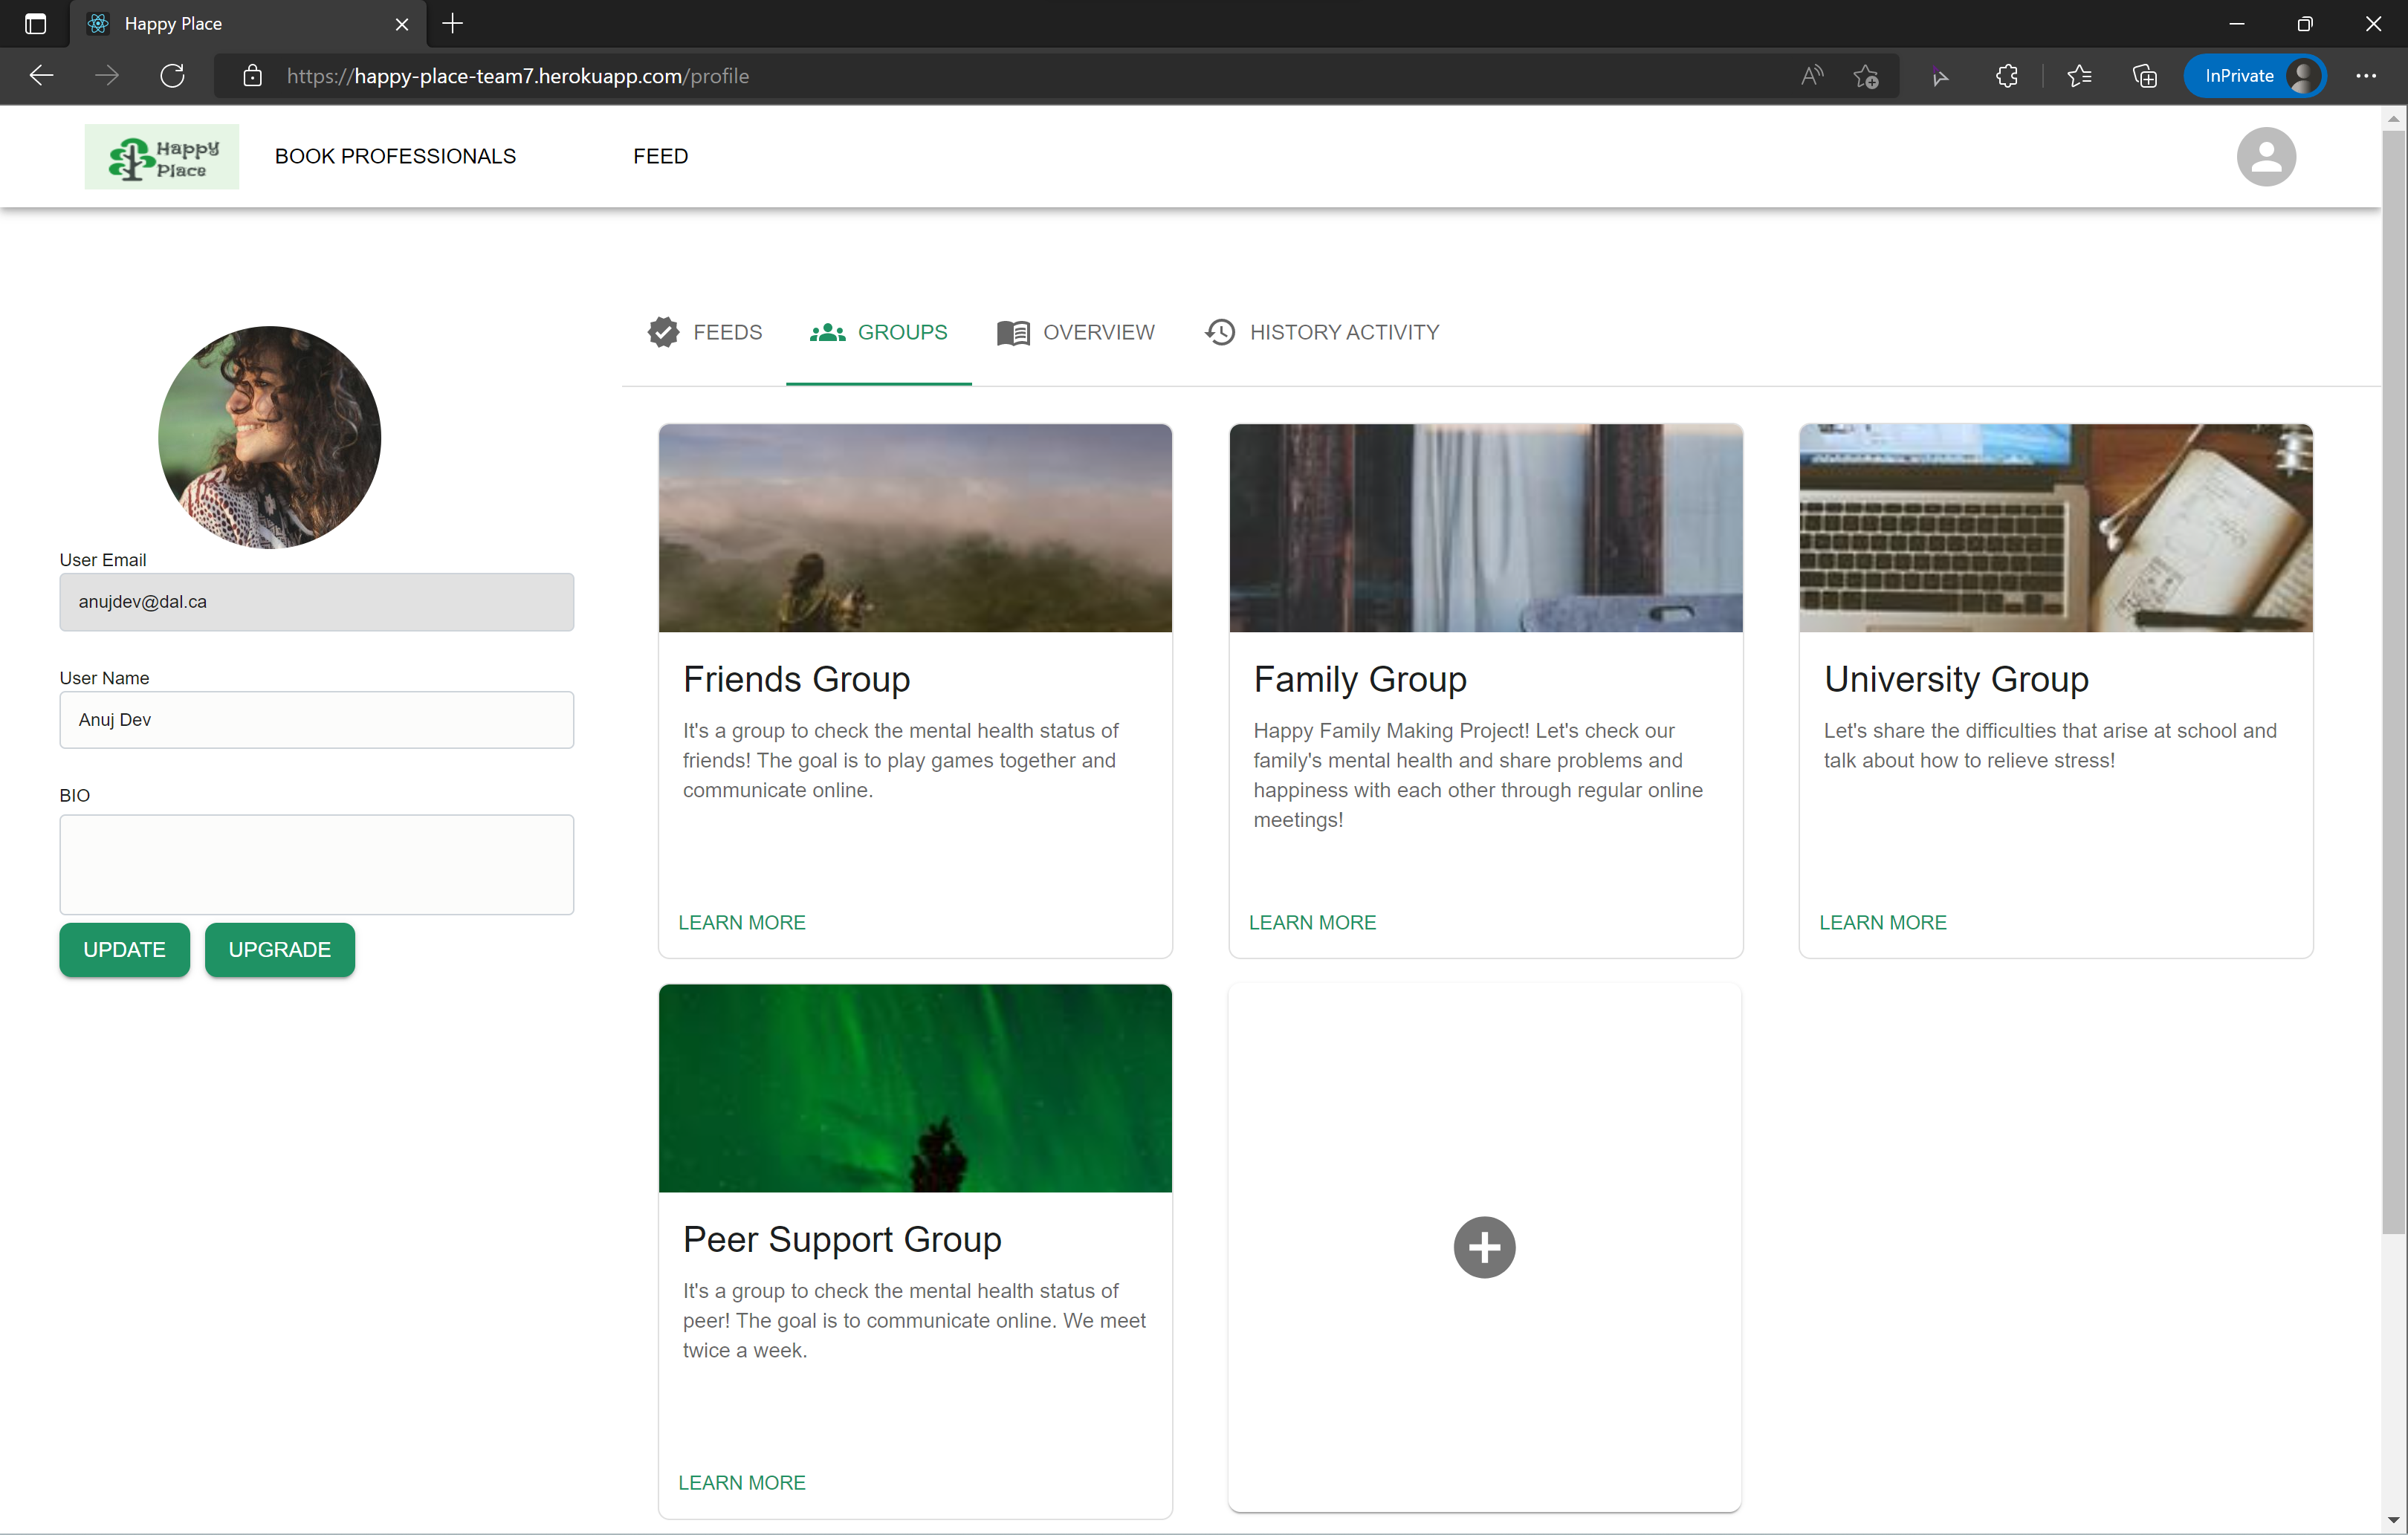 Happy Place
https://happy-place-team7.herokuapp.com/profile
InPrivate
Happy
Place
BOOK PROFESSIONALS
FEED
FEEDS
GROUPS
OVERVIEW
HISTORY ACTIVITY
User Email
anujdev@dal.ca
User Name
Anuj Dev
BIO
UPDATE
UPGRADE
Friends Group
It's a group to check the mental health status of
friends! The goal is to play games together and
communicate online.
LEARN MORE
Family Group
Happy Family Making Project! Let's check our
family's mental health and share problems and
happiness with each other through regular online
meetings!
LEARN MORE
University Group
Let's share the difficulties that arise at school and
talk about how to relieve stress!
LEARN MORE
Peer Support Group
It's a group to check the mental health status of
peer! The goal is to communicate online. We meet
twice a week.
LEARN MORE